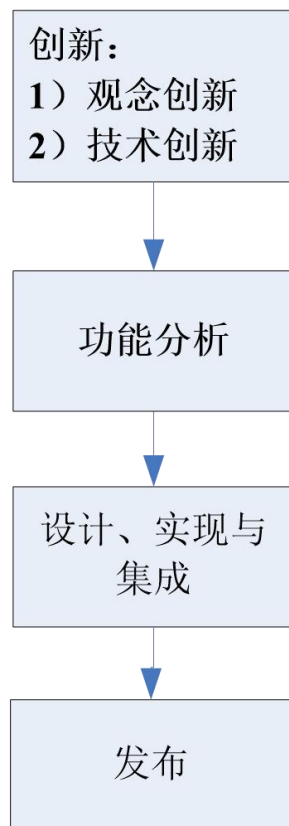 创新：
1）观念创新
2）技术创新
功能分析
设计、实现与
集成
发布